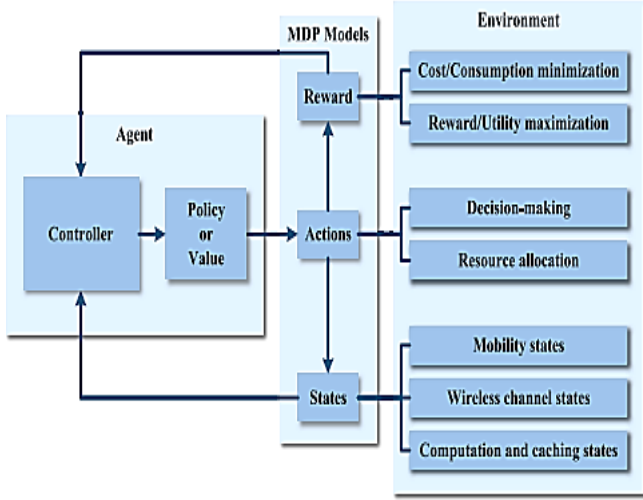 MDP Models
Environment
Reward
Cost/Consumption minimization
Reward/Utility maximization
Agent
Controller
Policy
or
Value
Actions
Decision-making
Resource allocation
States
Mobility states
Wireless channel states
Computation and caching states